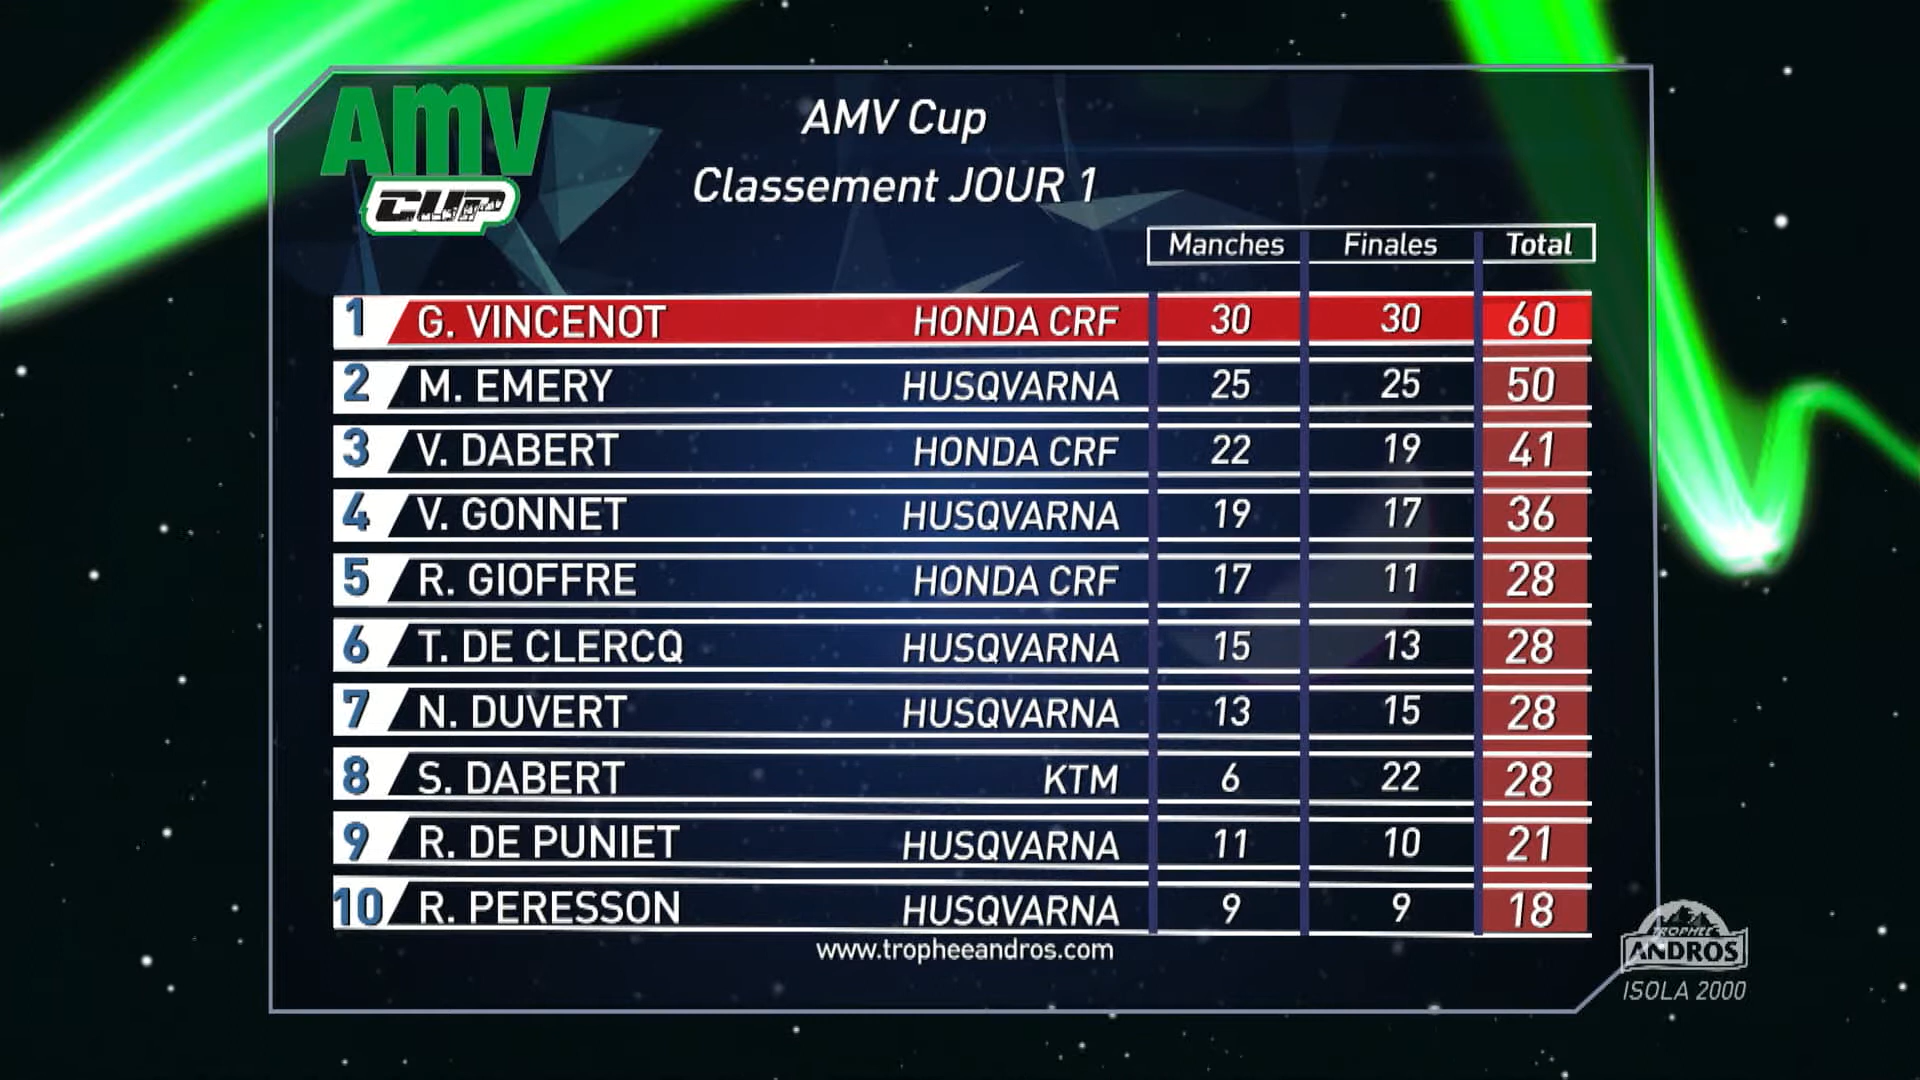 AMV
CUP
AMV Cup
Classement JOUR 1
Manches Finales Total
1 G. VINCENOT HONDA CRF 30 30 60
2 M. EMERY HUSQVARNA 25 25 50
3 V. DABERT HONDA CRF 22 19 41
4 V. GONNET HUSQVARNA 19 17 36
5 R. GIOFFRE HONDA CRF 17 11 28
6 T. DE CLERCQ HUSQVARNA 15 13 28
7 N. DUVERT HUSQVARNA 13 15 28
8 S. DABERT KTM 6 22 28
9 R. DE PUNIET HUSQVARNA 11 10 21
10 R. PERESSON HUSQVARNA 9 9 18
www.tropheeandros.com
TROPHEE
ANDROS
ISOLA 2000